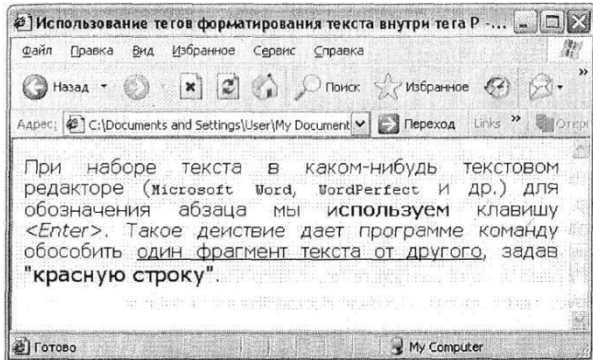 Использование тегов форматирования текста внутри тега P -...
Файл Правка Вид Избранное Сервис Справка
Назад Поиск Избранное »
Адрес: C:\Documents and Settings\User\My Document Переход Links »
При наборе текста в каком-нибудь текстовом
редакторе (Microsoft Word, WordPerfect и др.) для
обозначения абзаца мы используем клавишу
<Enter>. Такое действие дает программе команду
обособить один фрагмент текста от другого, задав
"красную строку".
Готово My Computer